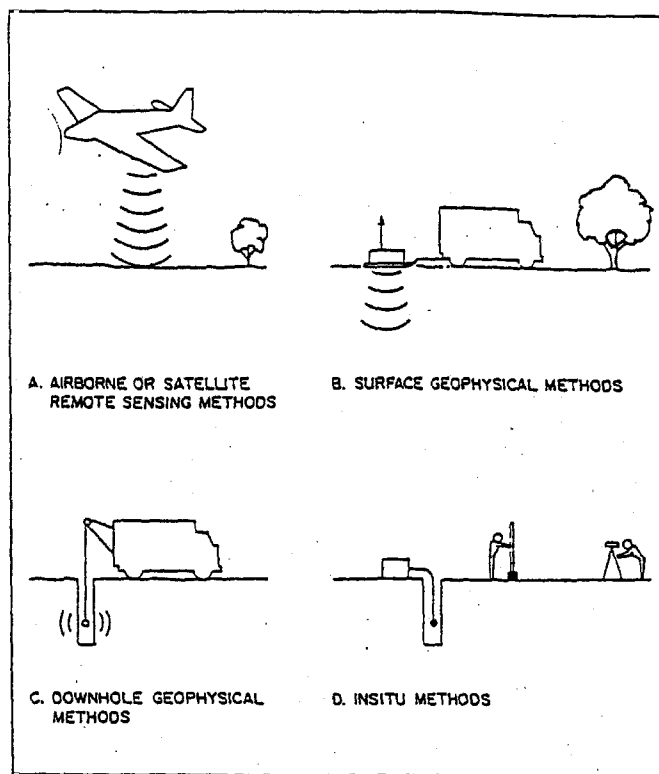 A. AIRBORNE OR SATELLITE
REMOTE SENSING METHODS
B. SURFACE GEOPHYSICAL METHODS
C. DOWNHOLE GEOPHYSICAL
METHODS
D. INSITU METHODS